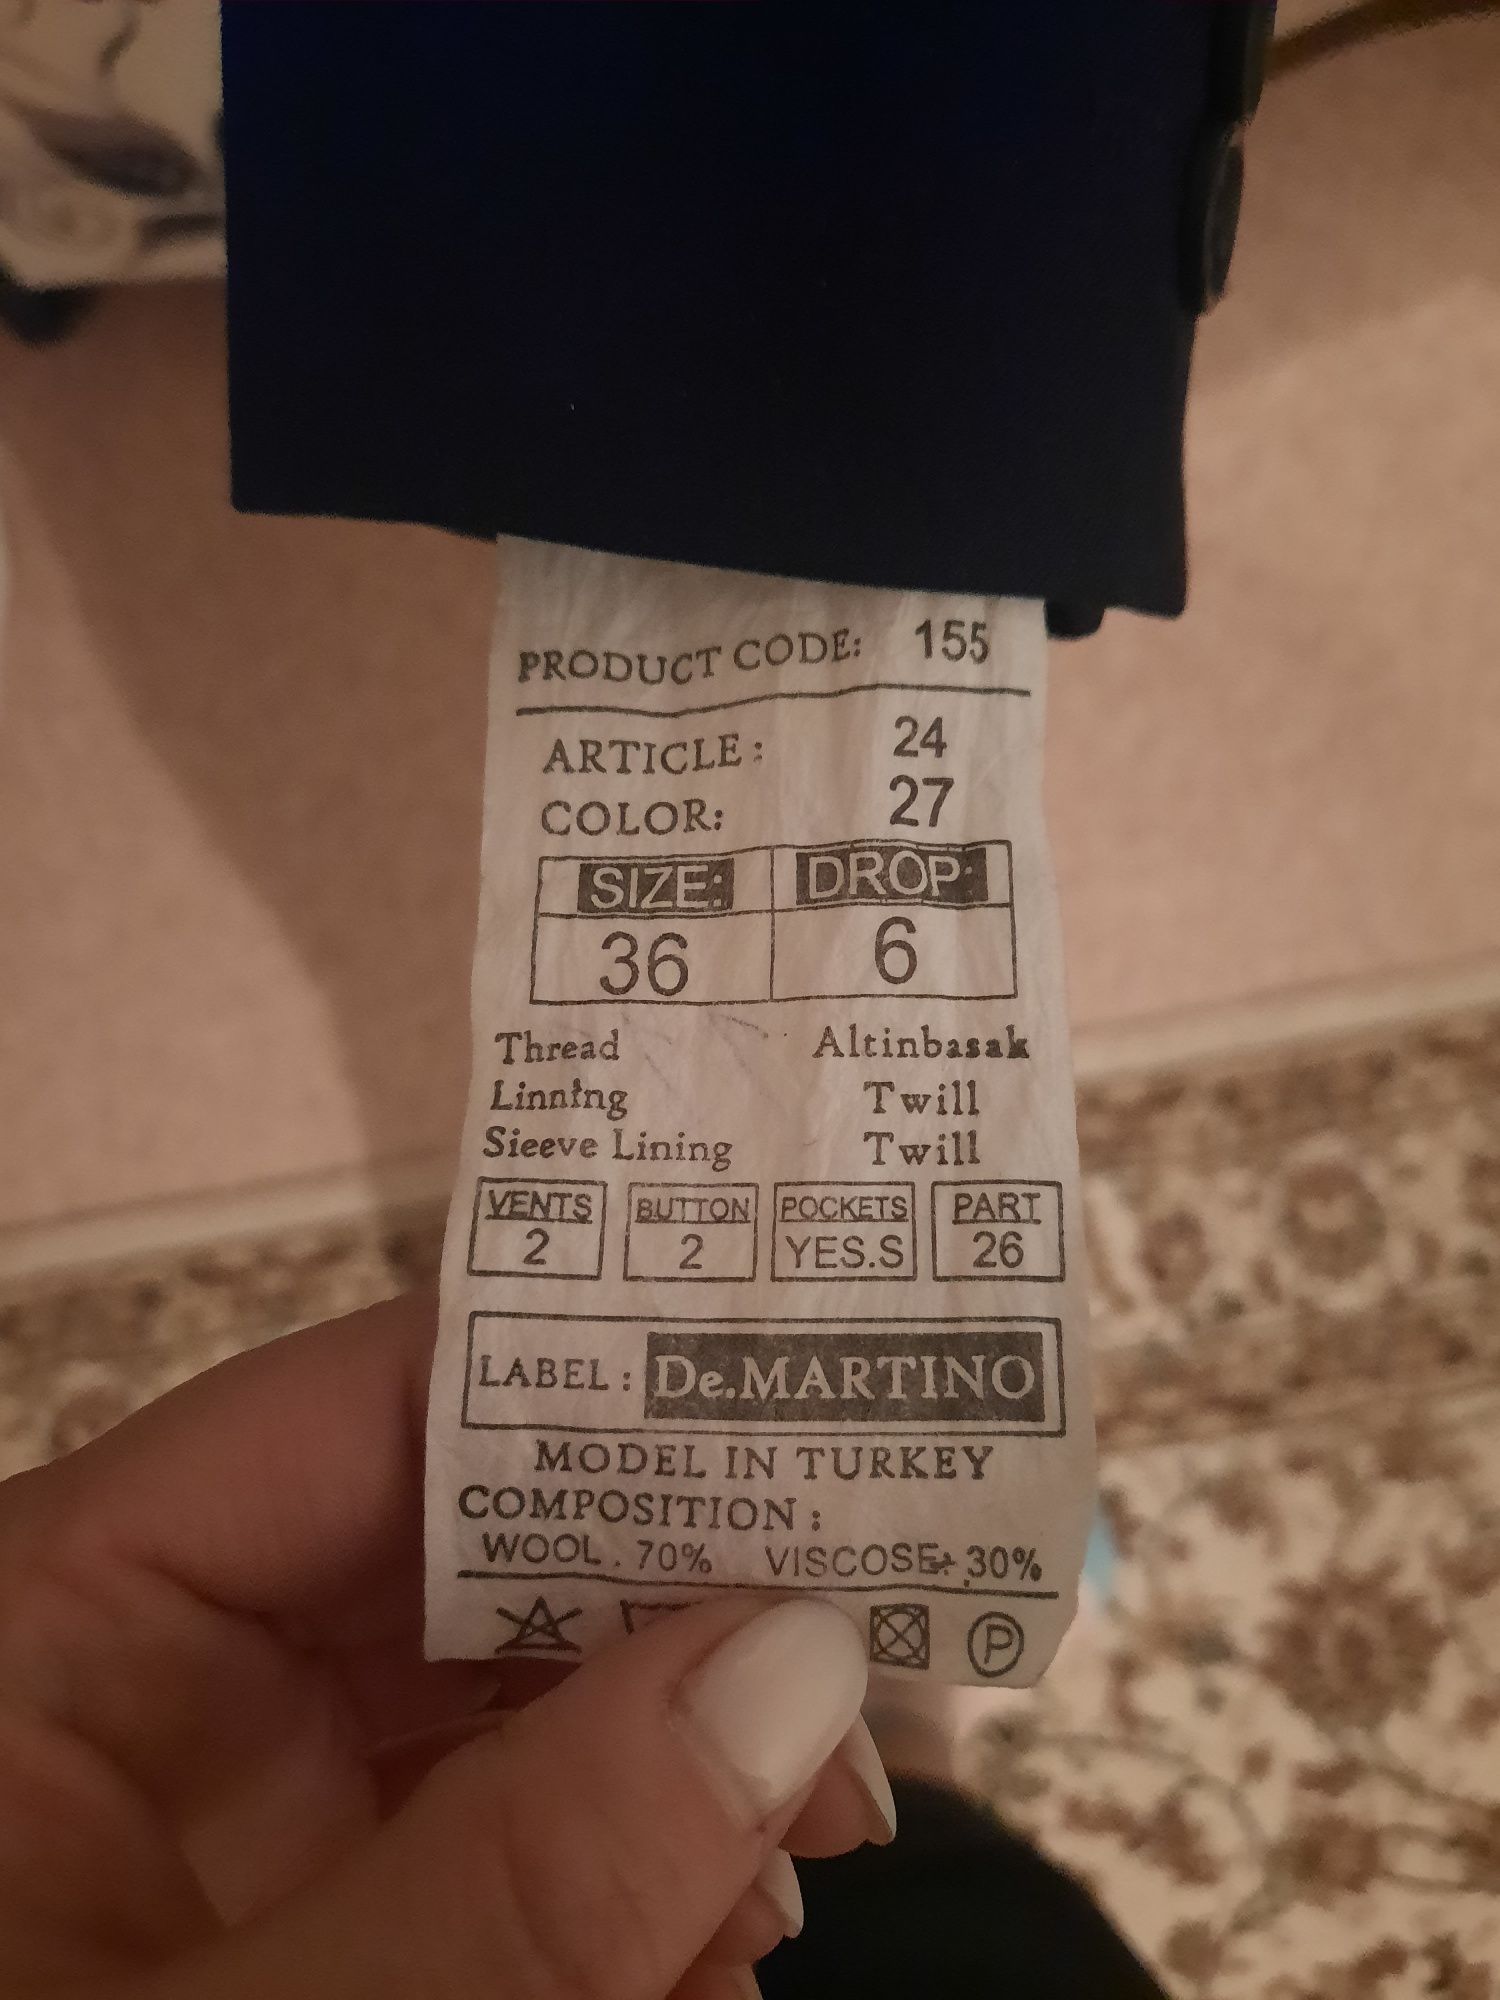 PRODUCT CODE: 155
ARTICLE: 24
COLOR: 27
SIZE: DROP:
36 6
Thread Altinbasak
Linning Twill
Sieeve Lining Twill
VENTS BUTTON POCKETS PART
2 2 YES.S 26
LABEL: De.MARTINO
MODEL IN TURKEY
COMPOSITION:
WOOL. 70% VISCOSE: 30%
P